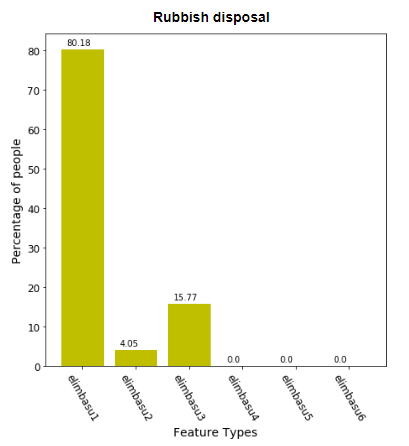 Rubbish disposal
80
70
60
50
40
30
20
10
0
Percentage of people
80.18
4.05
15.77
0.0
0.0
0.0
elimbasu1
elimbasu2
elimbasu3
elimbasu4
elimbasu5
elimbasu6
Feature Types